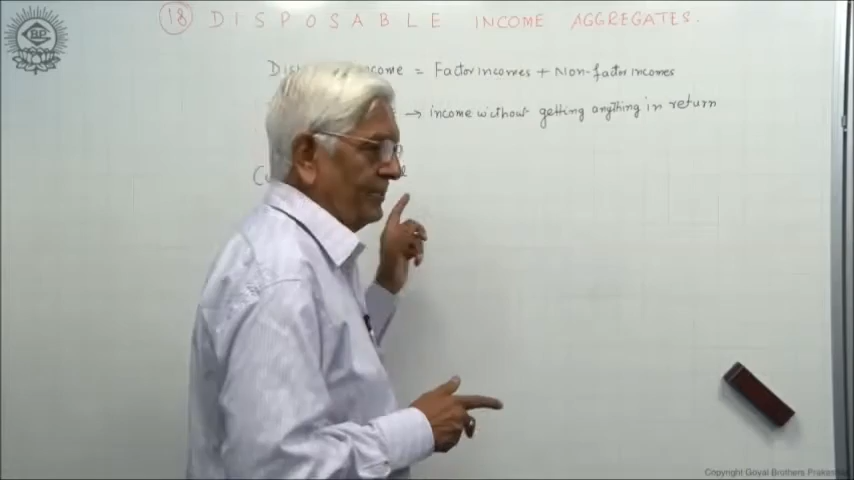 18 DISPOSABLE INCOME AGGREGATES.
come = Factor incomes + Non-factor incomes
→ income without getting anything in return
Copyright Goyal Brothers Prakashan